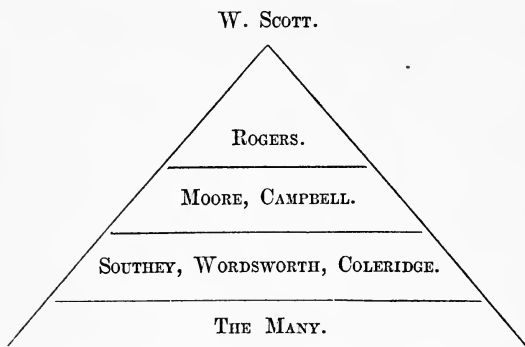 W. Scott.
Rogers.
Moore, Campbell.
Southey, Wordsworth, Coleridge.
The Many.